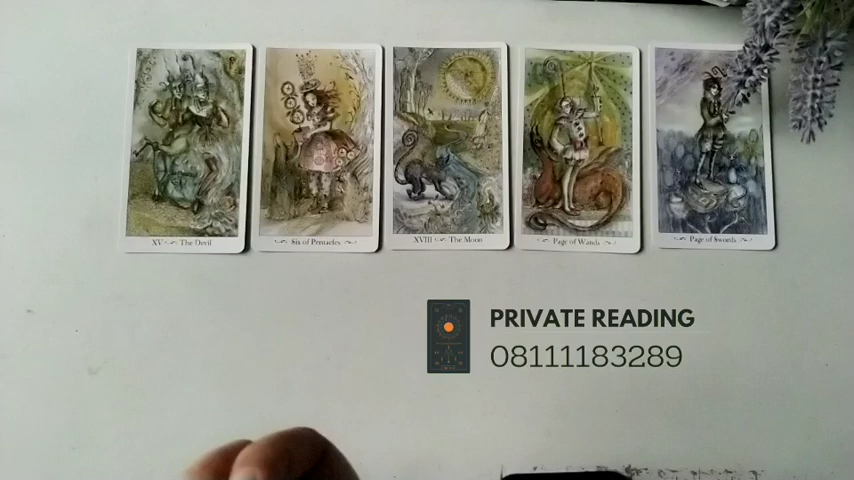 XV The Devil
Six of Pentacles
XVIII The Moon
Page of Wands
Page of Swords
PRIVATE READING
08111183289